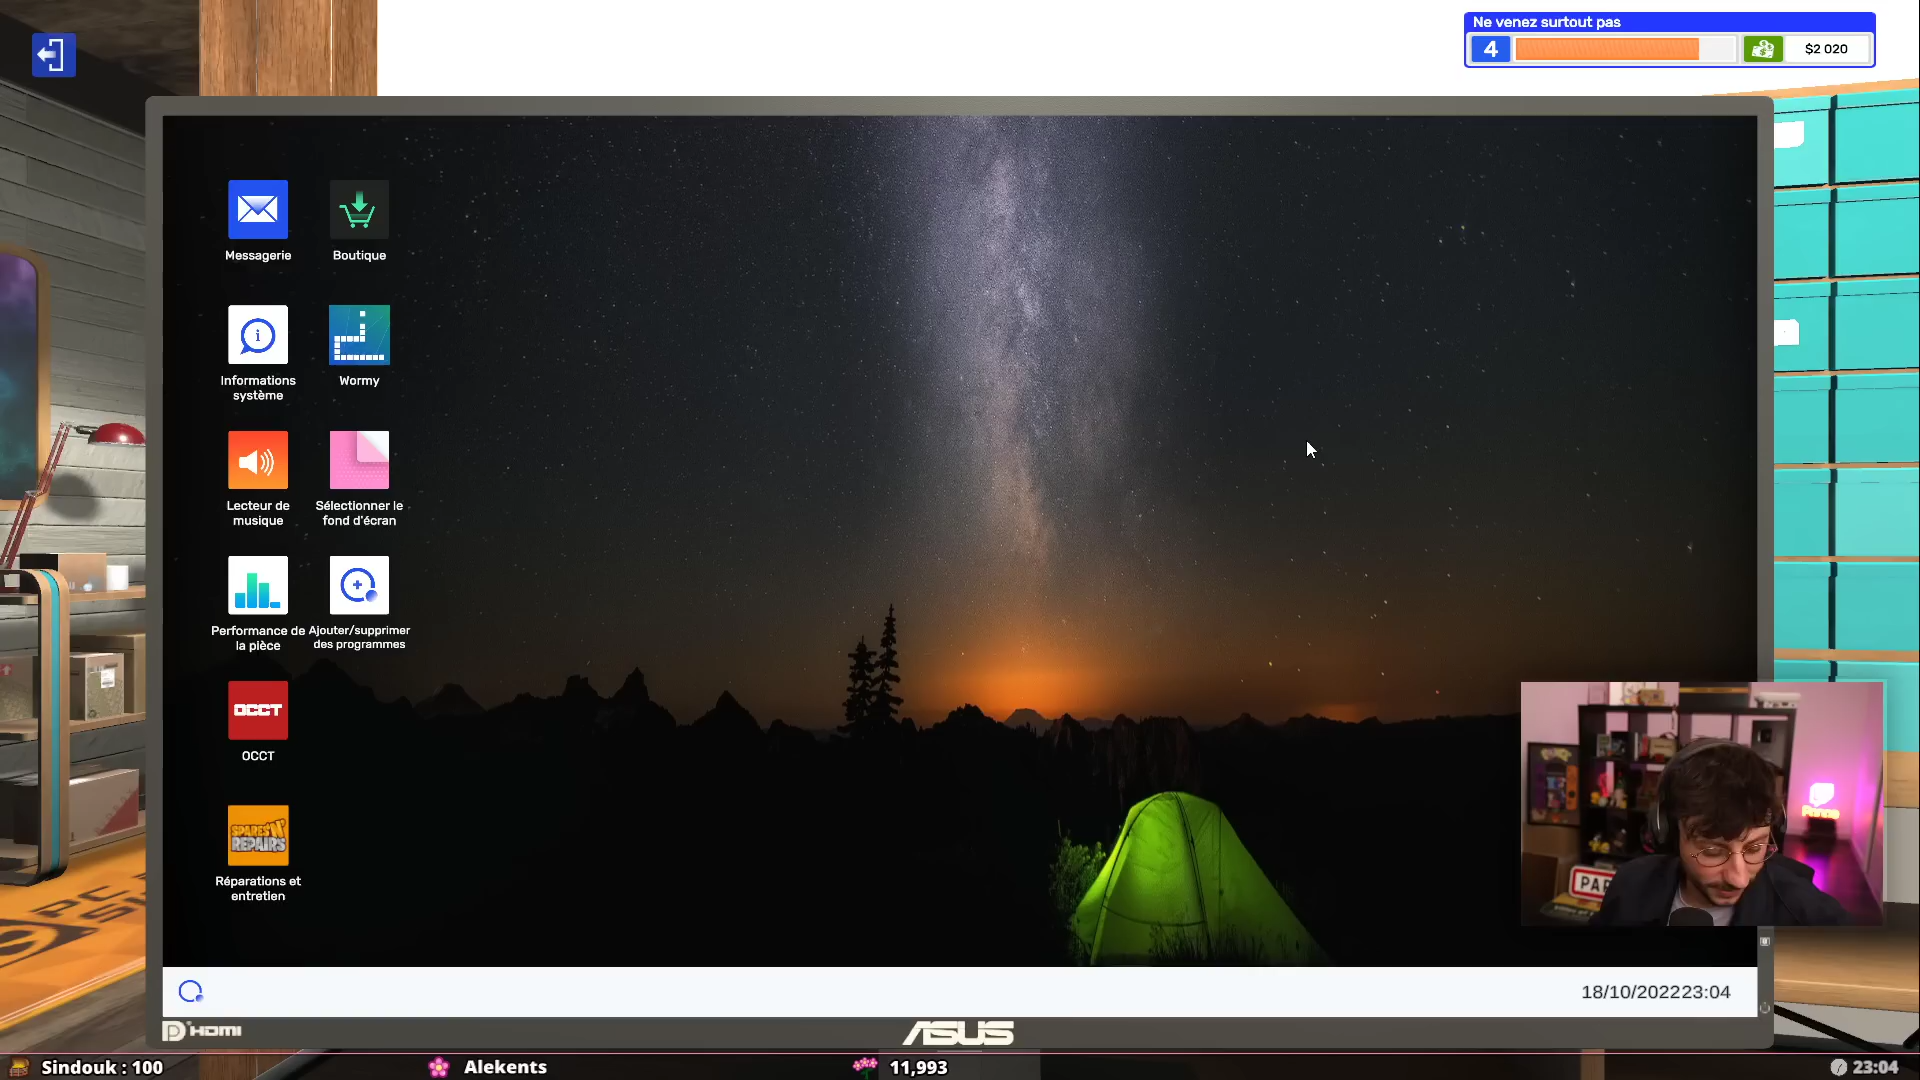 Ne venez surtout pas
4
$2 020
Messagerie
Boutique
Informations
système
Wormy
Lecteur de
musique
Sélectionner le
fond d'écran
Performance de
la pièce
Ajouter/supprimer
des programmes
OCCT
OCCT
SPARES 'N'
REPAIRS
Réparations et
entretien
18/10/202223:04
HDMI
ASUS
Sindouk : 100
Alekents
11,993
23:04